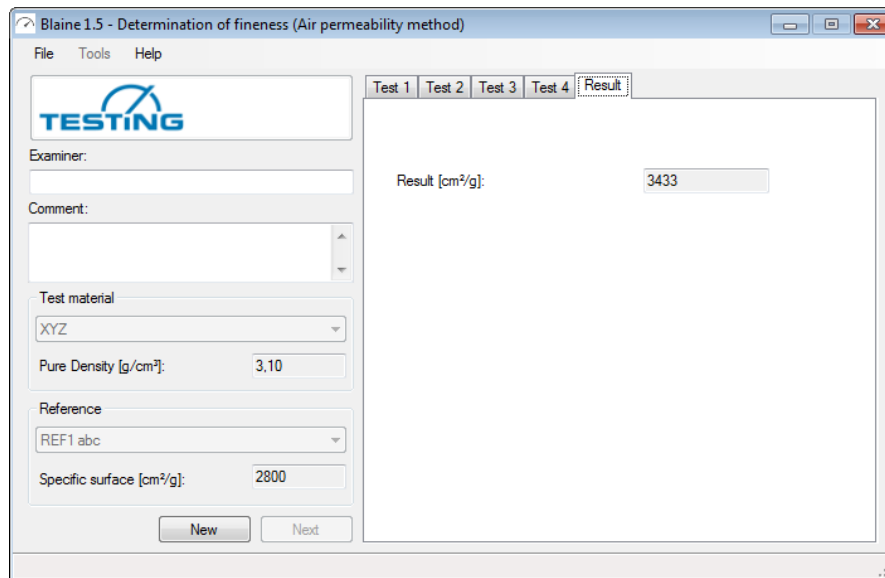 Blaine 1.5 - Determination of fineness (Air permeability method)
File Tools Help
TESTING
Examiner:
Comment:
Test material
XYZ
Pure Density [g/cm³]: 3,10
Reference
REF1 abc
Specific surface [cm²/g]: 2800
New Next
Test 1 Test 2 Test 3 Test 4 Result
Result [cm²/g]: 3433